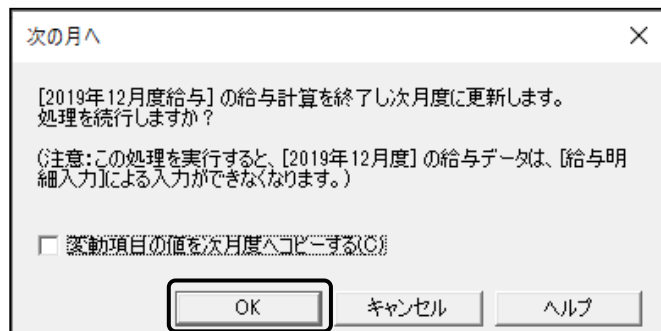 次の月へ
[2019年12月度給与] の給与計算を終了し次月度に更新します。
処理を続行しますか？
(注意:この処理を実行すると、[2019年12月度] の給与データは、[給与明
細入力]による入力ができなくなります。)
変動項目の値を次月度へコピーする(C)
OK キャンセル ヘルプ